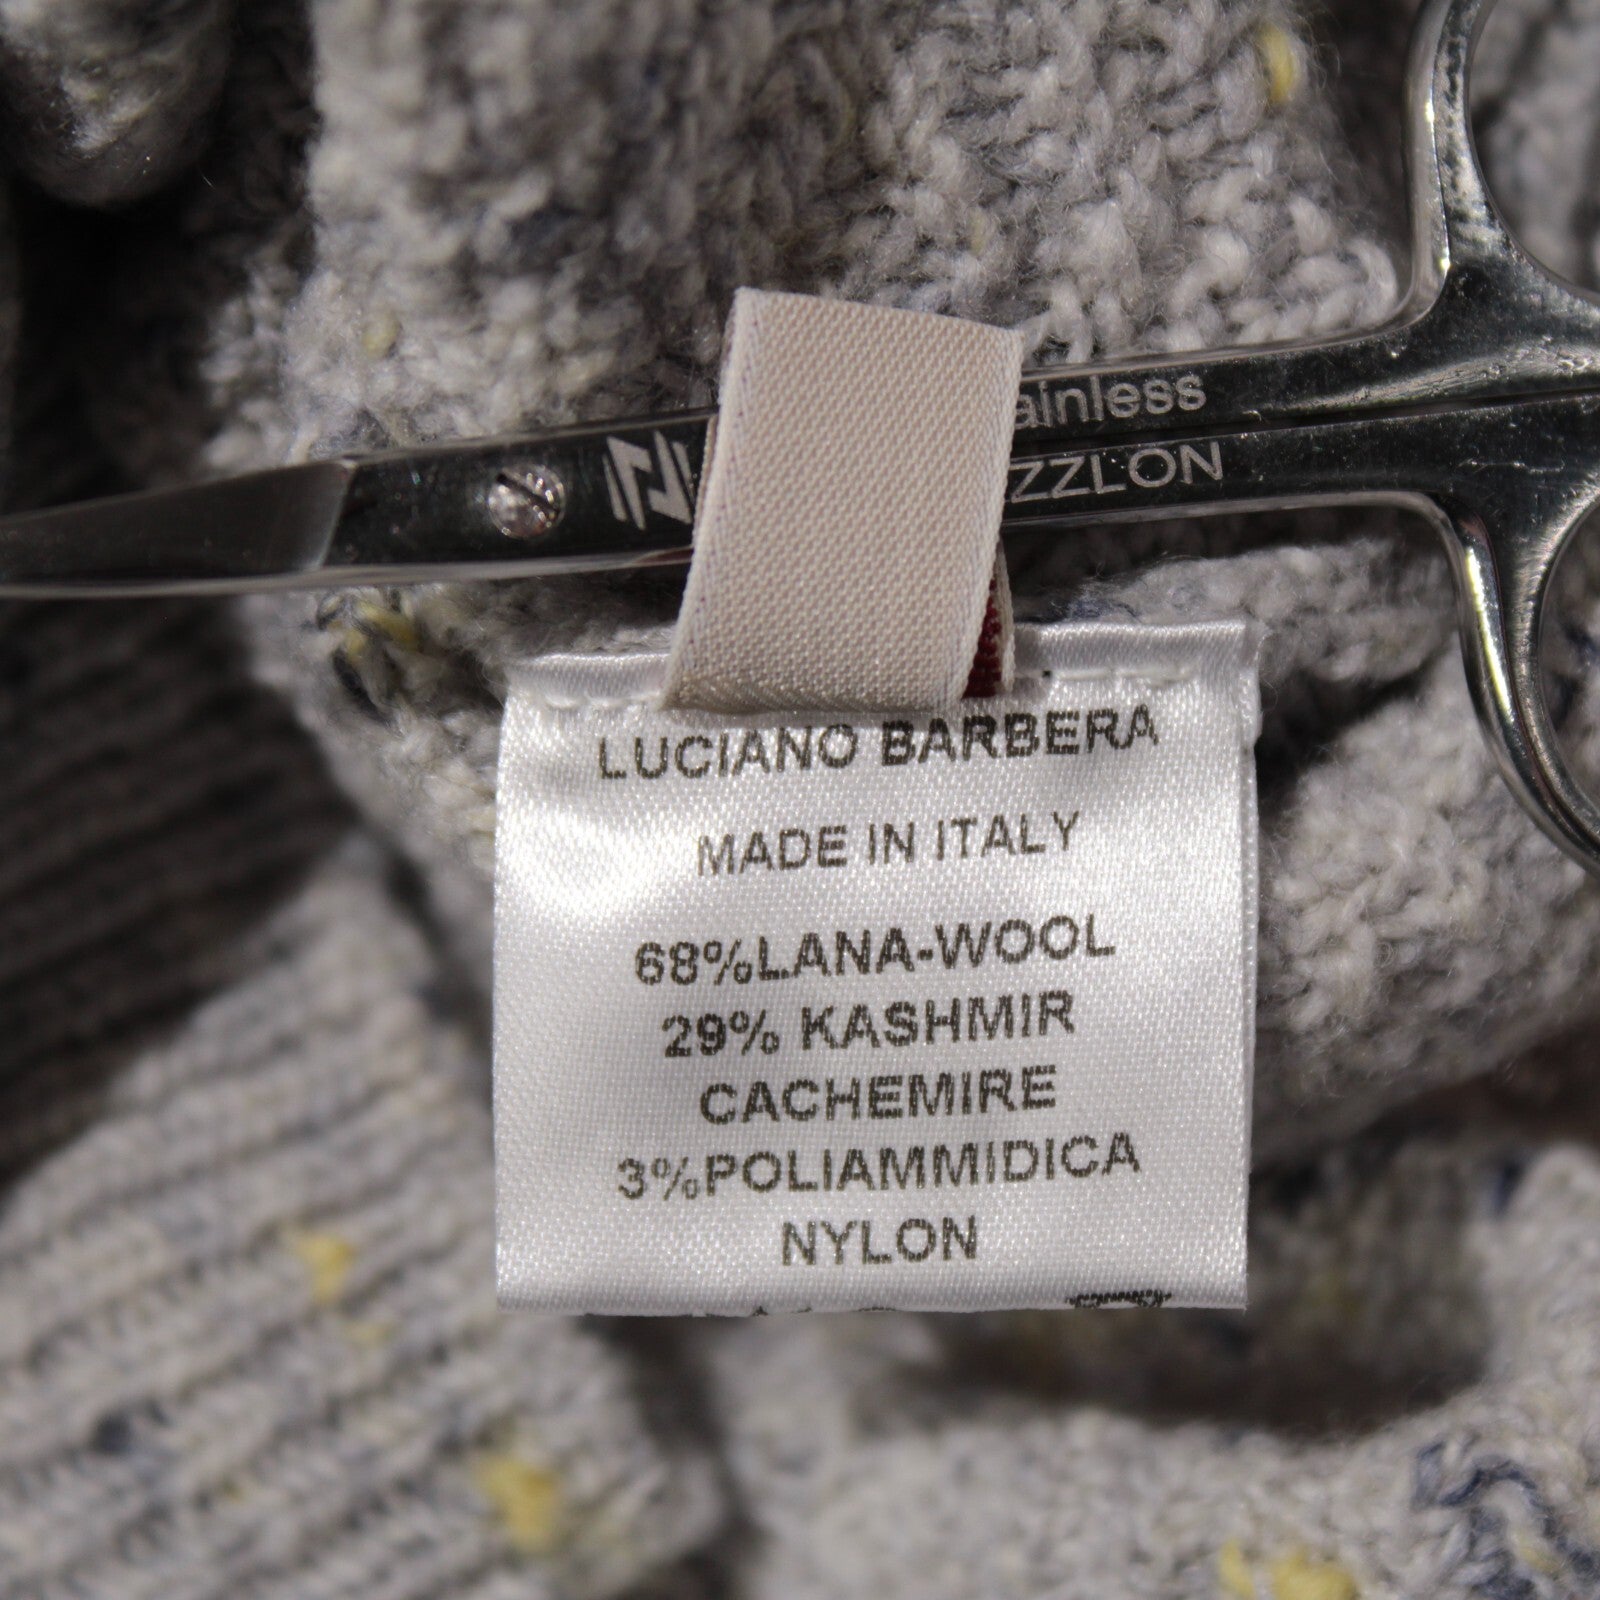 ainless
ZZLON
LUCIANO BARBERA
MADE IN ITALY
68%LANA-WOOL
29% KASHMIR
CACHEMIRE
3%POLIAMMIDICA
NYLON